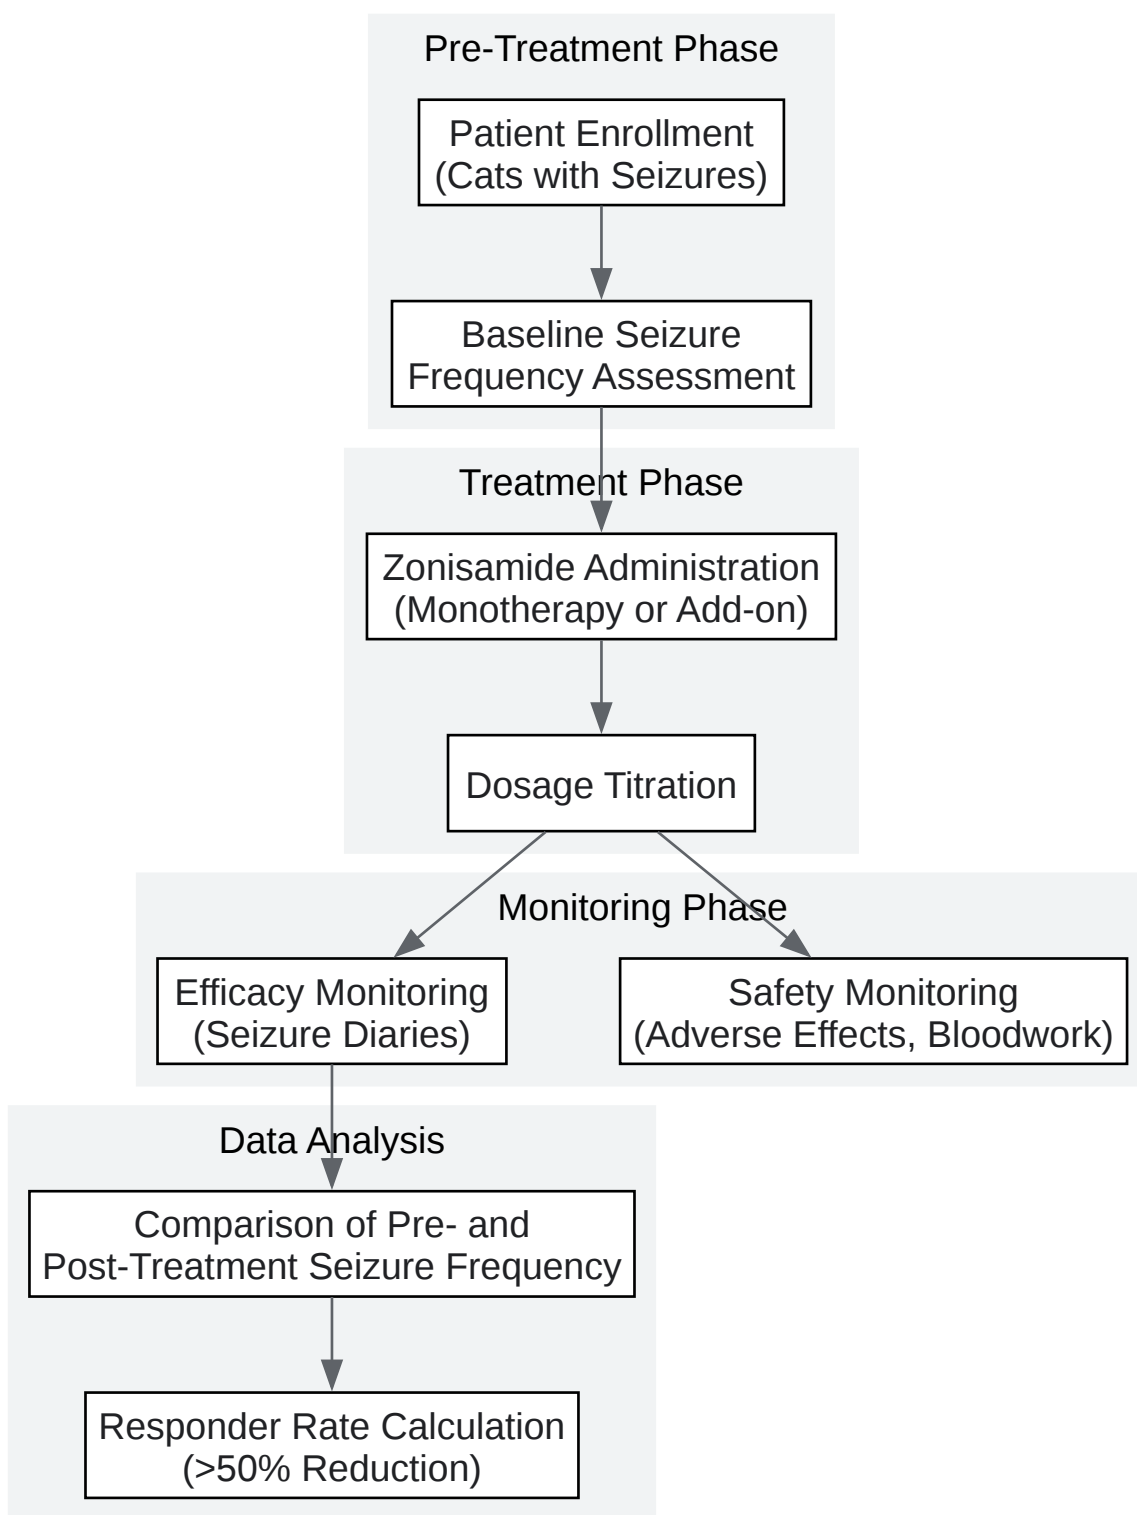 Pre-Treatment Phase
Patient Enrollment
(Cats with Seizures)
Baseline Seizure
Frequency Assessment
Treatment Phase
Zonisamide Administration
(Monotherapy or Add-on)
Dosage Titration
Monitoring Phase
Efficacy Monitoring
(Seizure Diaries)
Safety Monitoring
(Adverse Effects, Bloodwork)
Data Analysis
Comparison of Pre- and
Post-Treatment Seizure Frequency
Responder Rate Calculation
(>50% Reduction)